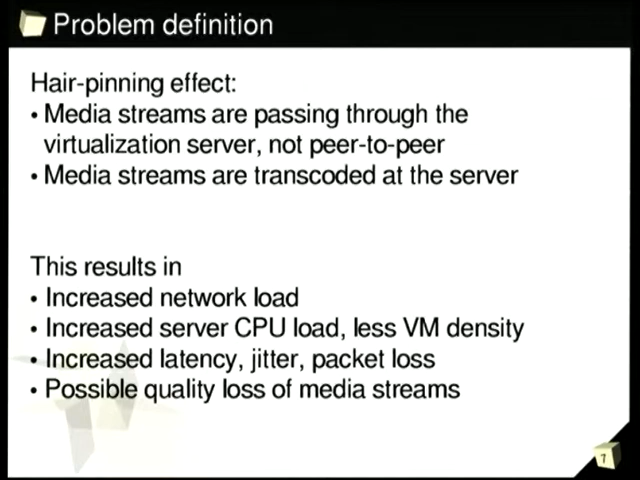 Problem definition
Hair-pinning effect:
• Media streams are passing through the
virtualization server, not peer-to-peer
• Media streams are transcoded at the server
This results in
• Increased network load
• Increased server CPU load, less VM density
• Increased latency, jitter, packet loss
• Possible quality loss of media streams
7